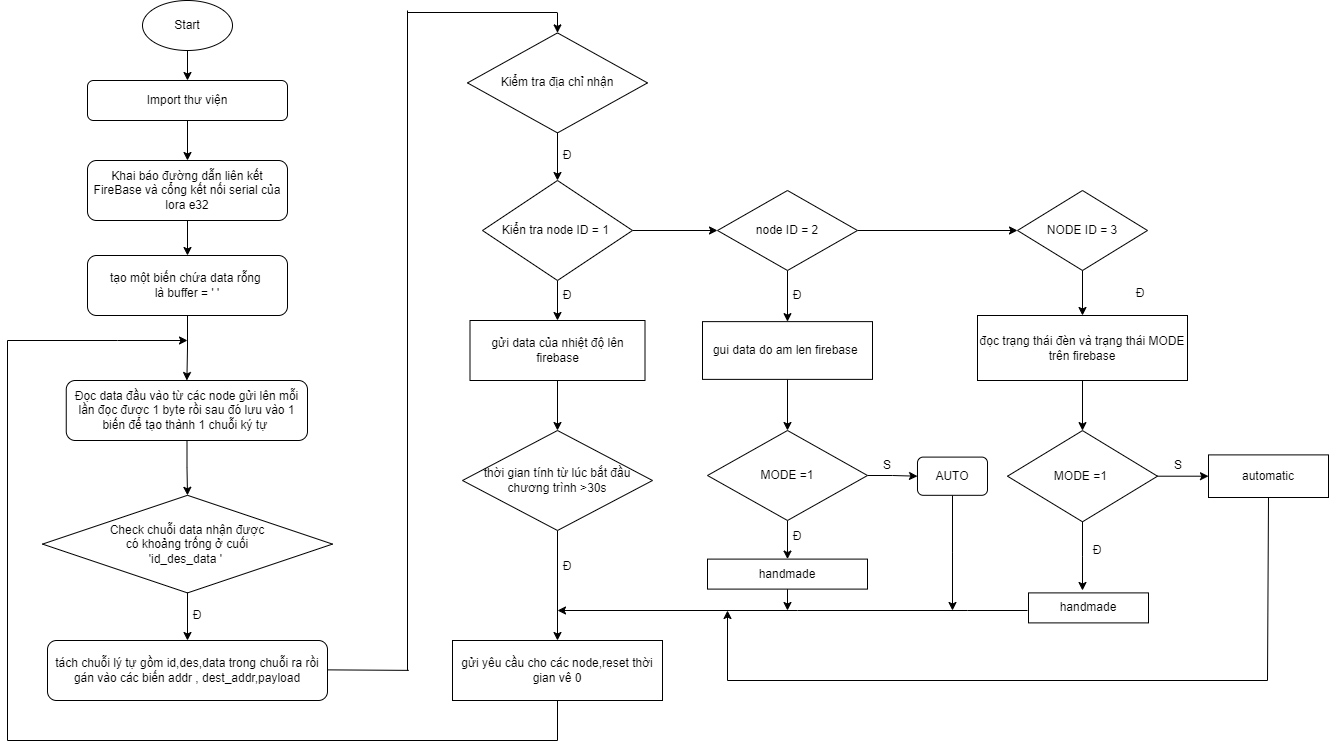 Start
Import thư viện
Khai báo đường dẫn liên kết
FireBase và cổng kết nối serial của
lora e32
tạo một biến chứa data rỗng
là buffer = ' '
Đọc data đầu vào từ các node gửi lên mỗi
lần đọc được 1 byte rồi sau đó lưu vào 1
biến để tạo thành 1 chuỗi ký tự
Check chuỗi data nhận được
có khoảng trống ở cuối
'id_des_data '
Đ
tách chuỗi lý tự gồm id,des,data trong chuỗi ra rồi
gán vào các biến addr , dest_addr,payload
Kiểm tra địa chỉ nhận
Đ
Kiển tra node ID = 1
Đ
gửi data của nhiệt độ lên
firebase
thời gian tính từ lúc bắt đầu
chương trình >30s
Đ
gửi yêu cầu cho các node,reset thời
gian vê 0
node ID = 2
Đ
gui data do am len firebase
MODE =1
S
AUTO
Đ
handmade
NODE ID = 3
Đ
đọc trạng thái đèn và trạng thái MODE
trên firebase
MODE =1
S
automatic
Đ
handmade